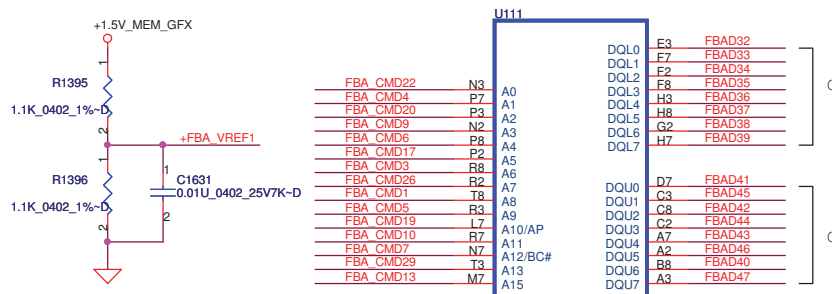 U111
+1.5V_MEM_GFX
1
R1395
1.1K_0402_1%~D
2
+FBA_VREF1
1
R1396
1.1K_0402_1%~D
2
1
C1631
0.01U_0402_25V7K~D
2
FBA_CMD22 N3 A0
FBA_CMD4 P7 A1
FBA_CMD20 P3 A2
FBA_CMD9 N2 A3
FBA_CMD6 P8 A4
FBA_CMD17 P2 A5
FBA_CMD3 R8 A6
FBA_CMD26 R2 A7
FBA_CMD1 T8 A8
FBA_CMD5 R3 A9
FBA_CMD19 L7 A10/AP
FBA_CMD10 R7 A11
FBA_CMD7 N7 A12/BC#
FBA_CMD29 T3 A13
FBA_CMD13 M7 A15
DQL0 E3 FBAD32
DQL1 F7 FBAD33
DQL2 F2 FBAD34
DQL3 F8 FBAD35
DQL4 H3 FBAD36
DQL5 H8 FBAD37
DQL6 G2 FBAD38
DQL7 H7 FBAD39
DQU0 D7 FBAD41
DQU1 C3 FBAD45
DQU2 C8 FBAD42
DQU3 C2 FBAD44
DQU4 A7 FBAD43
DQU5 A2 FBAD46
DQU6 B8 FBAD40
DQU7 A3 FBAD47